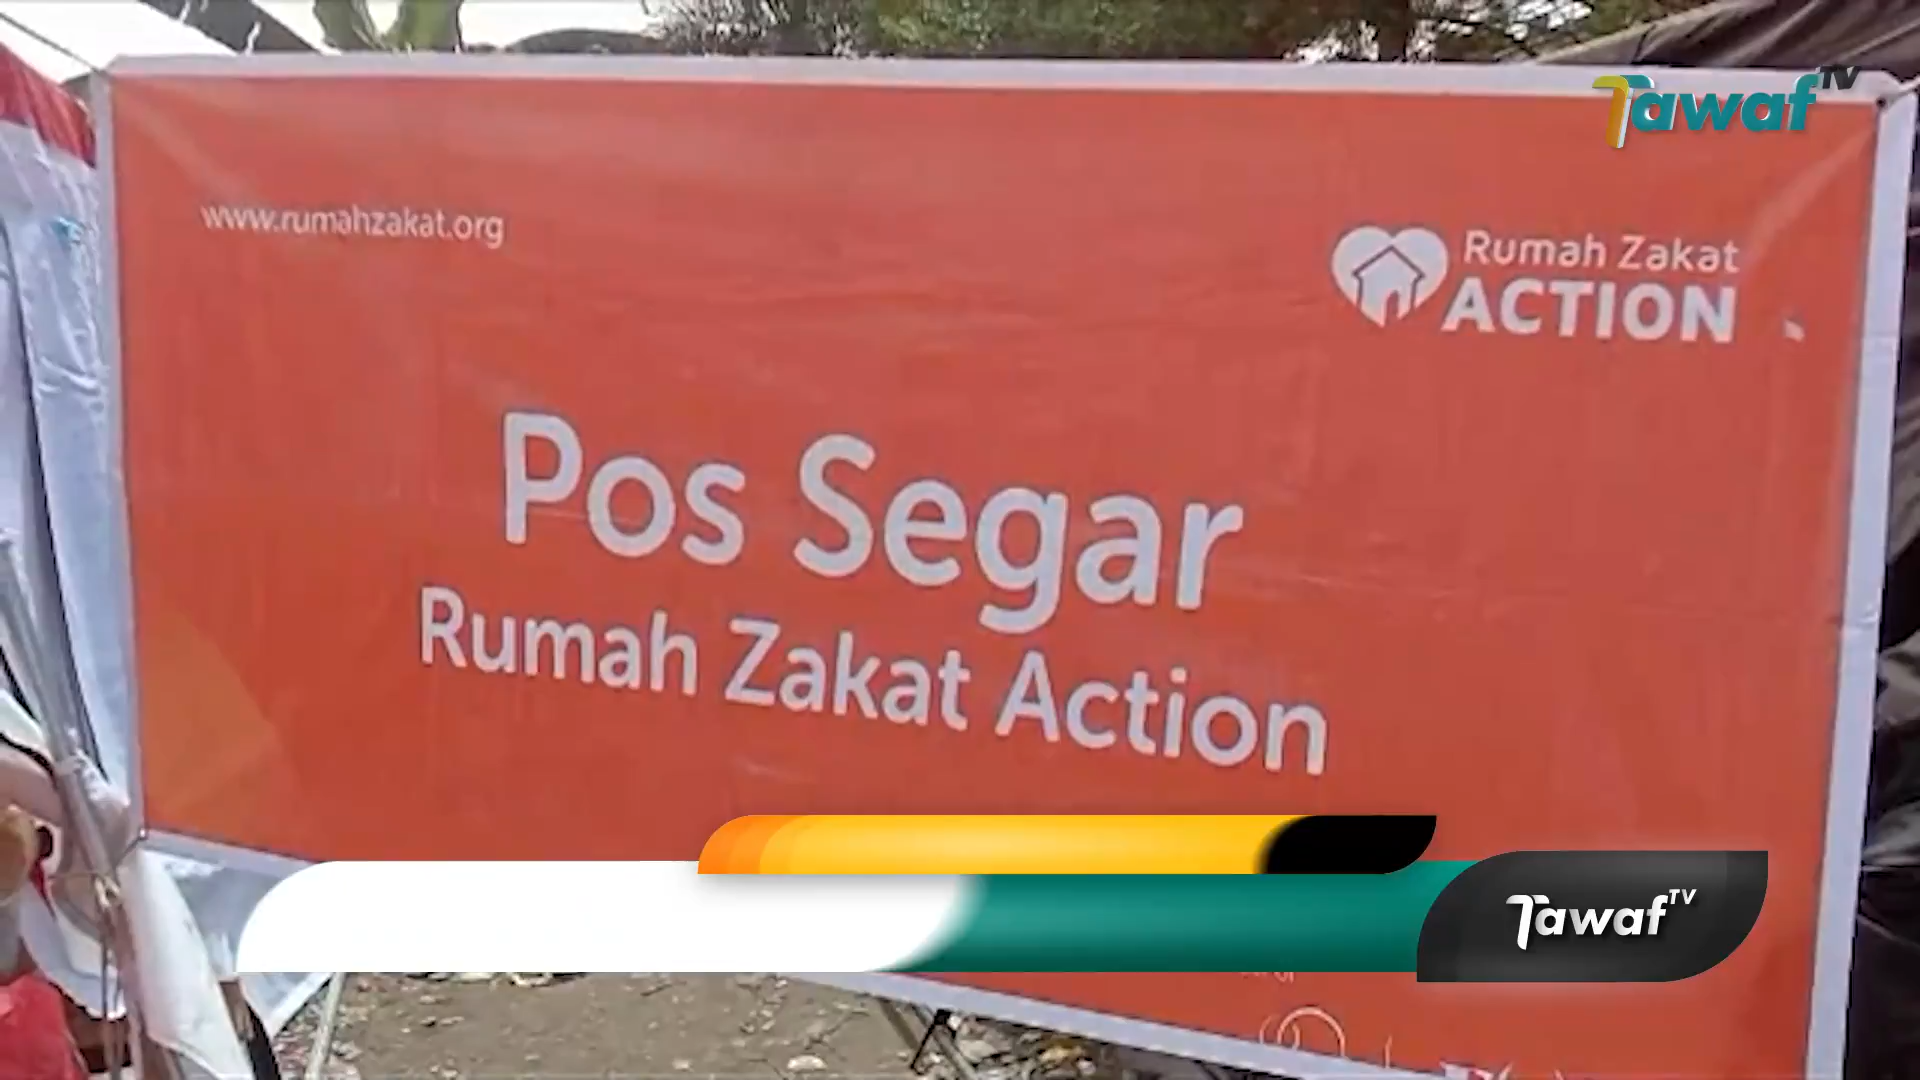 Tawaf TV
www.rumahzakat.org
Rumah Zakat
ACTION
Pos Segar
Rumah Zakat Action
Tawaf TV